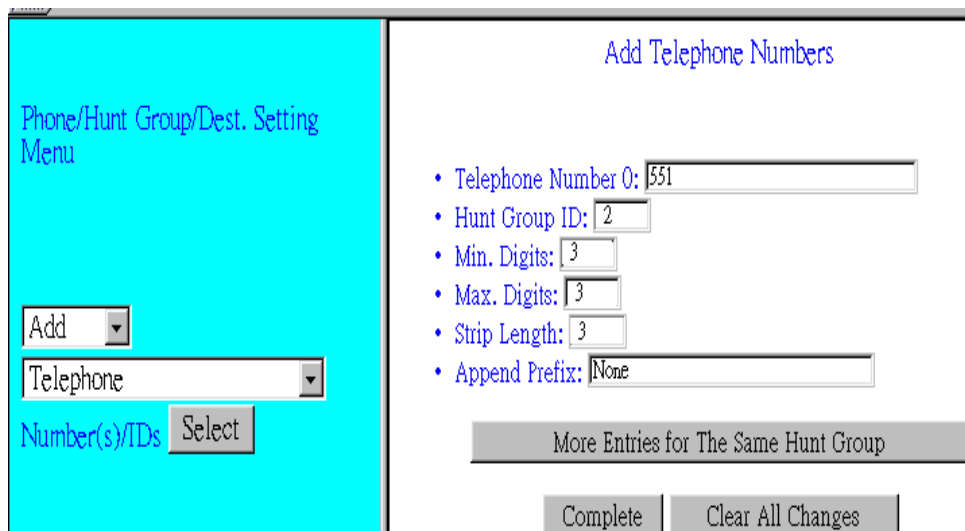 Phone/Hunt Group/Dest. Setting
Menu
Add
Telephone
Number(s)/IDs Select
Add Telephone Numbers
• Telephone Number 0: 551
• Hunt Group ID: 2
• Min. Digits: 3
• Max. Digits: 3
• Strip Length: 3
• Append Prefix: None
More Entries for The Same Hunt Group
Complete Clear All Changes